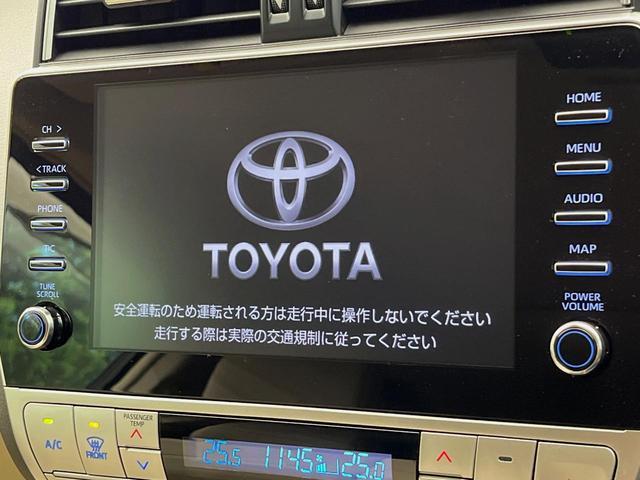 CH >
< TRACK
PHONE
T/C
TUNE
SCROLL
TOYOTA
安全運転のため運転される方は走行中に操作しないでください
走行する際は実際の交通規制に従ってください
HOME
MENU
AUDIO
MAP
POWER
VOLUME
A/C
FRONT
PASSENGER
TEMP
25.5 11:45 25.0